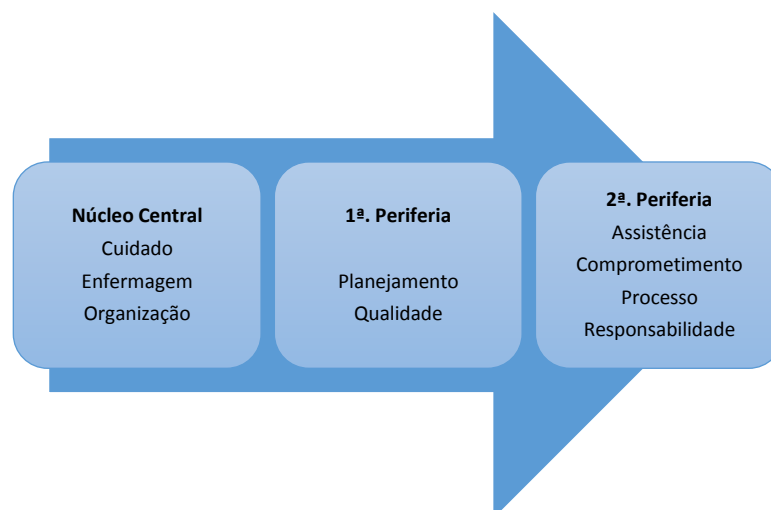 Núcleo Central
Cuidado
Enfermagem
Organização
1ª. Periferia
Planejamento
Qualidade
2ª. Periferia
Assistência
Comprometimento
Processo
Responsabilidade